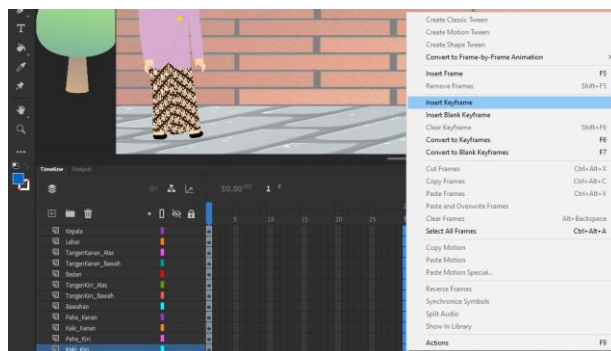 Create Classic Tween
Create Motion Tween
Create Shape Tween
Convert to Frame-by-Frame Animation
Insert Frame F5
Remove Frames Shift+F5
Insert Keyframe
Insert Blank Keyframe
Clear Keyframe Shift+F6
Convert to Keyframes F6
Convert to Blank Keyframes F7
Cut Frames Ctrl+Alt+X
Copy Frames Ctrl+Alt+C
Paste Frames Ctrl+Alt+V
Paste and Overwrite Frames
Clear Frames Alt+Backspace
Select All Frames Ctrl+Alt+A
Copy Motion
Paste Motion
Paste Motion Special...
Reverse Frames
Synchronize Symbols
Split Audio
Show in Library
Actions F9
Timeline Output
30,00 FPS 1 F
5 10 15 20 25
Kepala
Leher
TanganKanan_Atas
TanganKanan_Bawah
Badan
TanganKiri_Atas
TanganKiri_Bawah
Bawahan
Paha_Kanan
Kaki_Kanan
Paha_Kiri
Kaki_Kiri